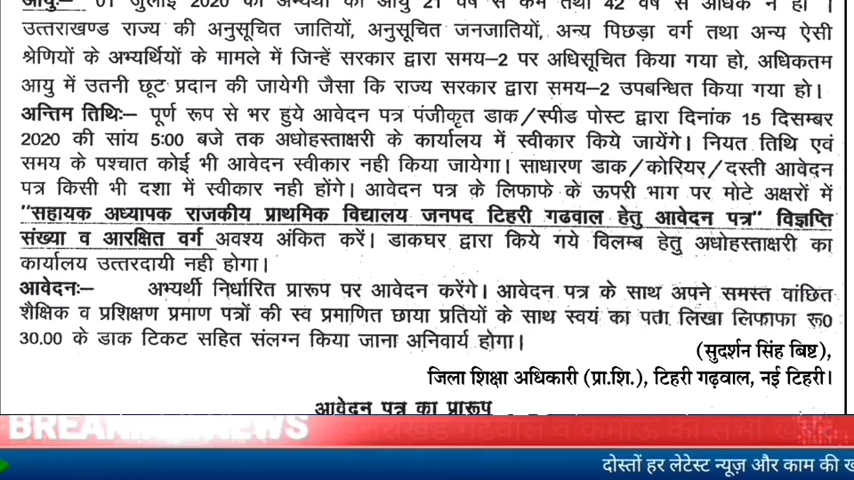 आयुः– 01 जुलाई 2020 को अभ्यर्थी की आयु 21 वर्ष से कम तथा 42 वर्ष से अधिक न हो।
उत्तराखण्ड राज्य की अनुसूचित जातियों, अनुसूचित जनजातियों, अन्य पिछड़ा वर्ग तथा अन्य ऐसी
श्रेणियों के अभ्यर्थियों के मामले में जिन्हें सरकार द्वारा समय–2 पर अधिसूचित किया गया हो, अधिकतम
आयु में उतनी छूट प्रदान की जायेगी जैसा कि राज्य सरकार द्वारा समय–2 उपबन्धित किया गया हो।
अन्तिम तिथिः– पूर्ण रूप से भर हुये आवेदन पत्र पंजीकृत डाक/स्पीड पोस्ट द्वारा दिनांक 15 दिसम्बर
2020 की सांय 5:00 बजे तक अधोहस्ताक्षरी के कार्यालय में स्वीकार किये जायेंगे। नियत तिथि एवं
समय के पश्चात कोई भी आवेदन स्वीकार नही किया जायेगा। साधारण डाक/कोरियर/दस्ती आवेदन
पत्र किसी भी दशा में स्वीकार नही होंगे। आवेदन पत्र के लिफाफे के ऊपरी भाग पर मोटे अक्षरों में
"सहायक अध्यापक राजकीय प्राथमिक विद्यालय जनपद टिहरी गढवाल हेतु आवेदन पत्र" विज्ञप्ति
संख्या व आरक्षित वर्ग अवश्य अंकित करें। डाकघर द्वारा किये गये विलम्ब हेतु अधोहस्ताक्षरी का
कार्यालय उत्तरदायी नही होगा।
आवेदनः– अभ्यर्थी निर्धारित प्रारूप पर आवेदन करेंगे। आवेदन पत्र के साथ अपने समस्त वांछित
शैक्षिक व प्रशिक्षण प्रमाण पत्रों की स्व प्रमाणित छाया प्रतियों के साथ स्वयं का पता लिखा लिफाफा रू0
30.00 के डाक टिकट सहित संलग्न किया जाना अनिवार्य होगा।
(सुदर्शन सिंह बिष्ट),
जिला शिक्षा अधिकारी (प्रा.शि.), टिहरी गढ़वाल, नई टिहरी।
आवेदन पत्र का प्रारूप
BREAKING NEWS
दोस्तों हर लेटेस्ट न्यूज़ और काम की